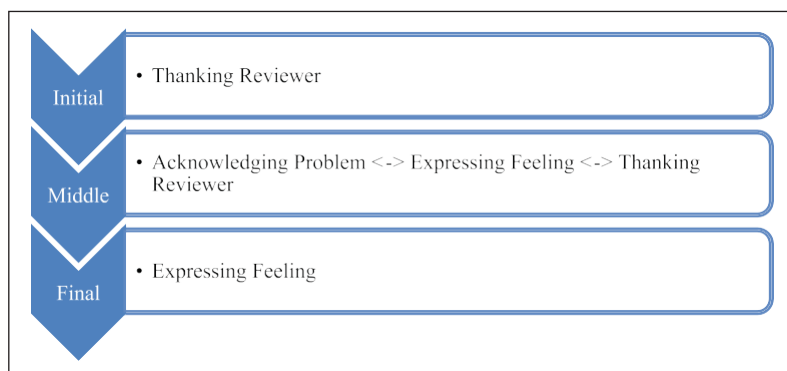 Initial
• Thanking Reviewer
Middle
• Acknowledging Problem <-> Expressing Feeling <-> Thanking
Reviewer
Final
• Expressing Feeling